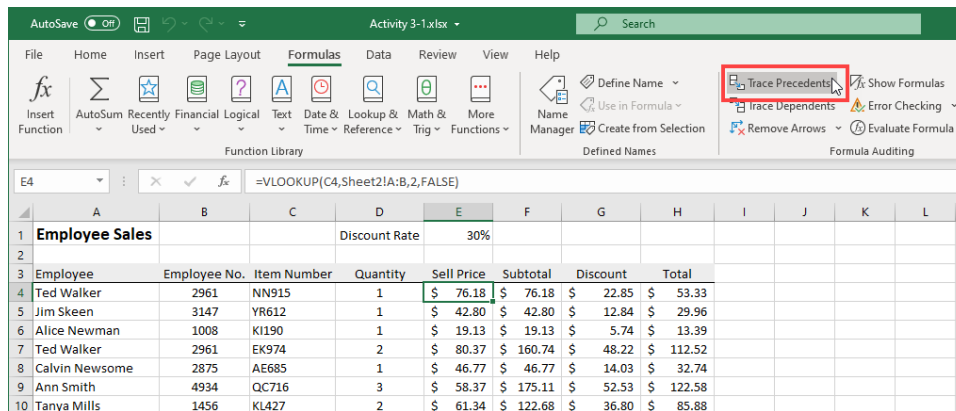 AutoSave Off Activity 3-1.xlsx Search
File Home Insert Page Layout Formulas Data Review View Help
fx Σ ? A θ Define Name Trace Precedents fx Show Formulas
Insert AutoSum Recently Financial Logical Text Date & Lookup & Math & More Name Use in Formula Trace Dependents Error Checking
Function Used Time Reference Trig Functions Manager Create from Selection Remove Arrows fx Evaluate Formula
Function Library Defined Names Formula Auditing
E4 fx =VLOOKUP(C4,Sheet2!A:B,2,FALSE)
A B C D E F G H I J K L
1 Employee Sales Discount Rate 30%
2
3 Employee Employee No. Item Number Quantity Sell Price Subtotal Discount Total
4 Ted Walker 2961 NN915 1 $ 76.18 $ 76.18 $ 22.85 $ 53.33
5 Jim Skeen 3147 YR612 1 $ 42.80 $ 42.80 $ 12.84 $ 29.96
6 Alice Newman 1008 KI190 1 $ 19.13 $ 19.13 $ 5.74 $ 13.39
7 Ted Walker 2961 EK974 2 $ 80.37 $ 160.74 $ 48.22 $ 112.52
8 Calvin Newsome 2875 AE685 1 $ 46.77 $ 46.77 $ 14.03 $ 32.74
9 Ann Smith 4934 QC716 3 $ 58.37 $ 175.11 $ 52.53 $ 122.58
10 Tanya Mills 1456 KL427 2 $ 61.34 $ 122.68 $ 36.80 $ 85.88